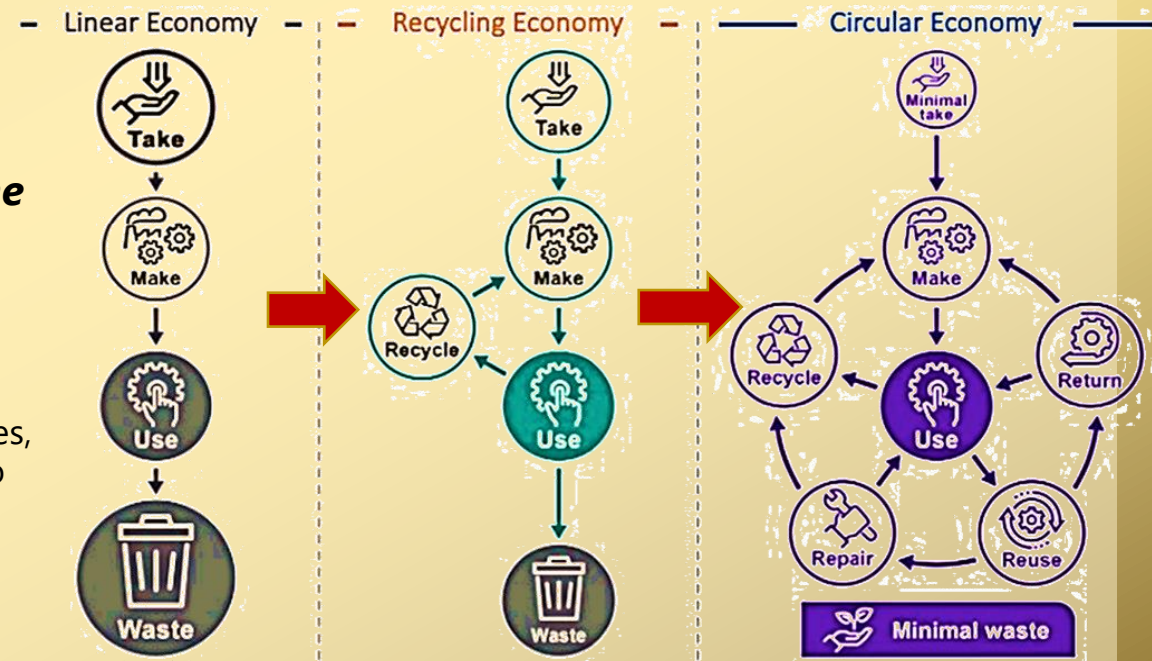 Linear Economy
Take
Make
Use
Waste
Recycling Economy
Take
Make
Recycle
Use
Waste
Circular Economy
Minimal
take
Make
Recycle
Return
Use
Repair
Reuse
Minimal waste